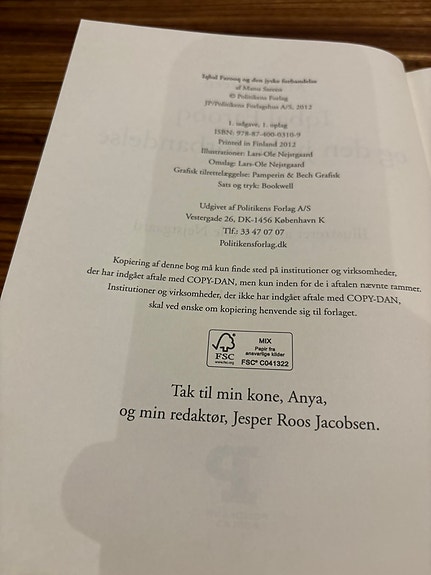 Iqbal Farooq og den jyske forbandelse
af Manu Sareen
© Politikens Forlag
JP/Politikens Forlagshus A/S, 2012
1. udgave, 1. oplag
ISBN: 978-87-400-0310-9
Printed in Finland 2012
Illustrationer: Lars-Ole Nejstgaard
Omslag: Lars-Ole Nejstgaard
Grafisk tilrettelæggelse: Pamperin & Bech Grafisk
Sats og tryk: Bookwell
Udgivet af Politikens Forlag A/S
Vestergade 26, DK-1456 København K
Tlf.: 33 47 07 07
Politikensforlag.dk
Kopiering af denne bog må kun finde sted på institutioner og virksomheder,
der har indgået aftale med COPY-DAN, men kun inden for de i aftalen nævnte rammer.
Institutioner og virksomheder, der ikke har indgået aftale med COPY-DAN,
skal ved ønske om kopiering henvende sig til forlaget.
FSC
www.fsc.org
MIX
Papir fra
ansvarlige kilder
FSC® C041322
Tak til min kone, Anya,
og min redaktør, Jesper Roos Jacobsen.